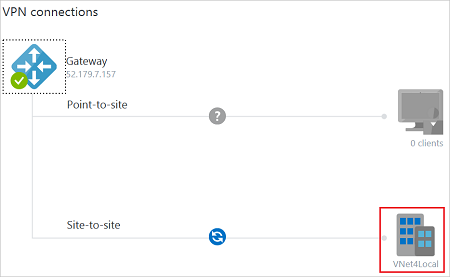 VPN connections
Gateway
52.179.7.157
Point-to-site
?
0 clients
Site-to-site
VNet4Local